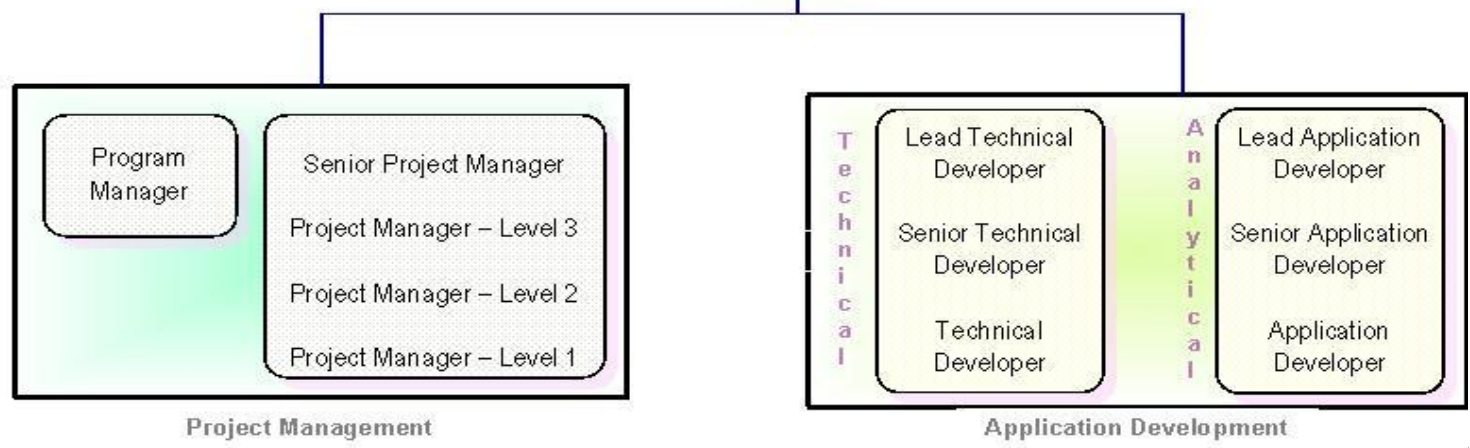 Program
Manager
Senior Project Manager
Project Manager – Level 3
Project Manager – Level 2
Project Manager – Level 1
Project Management
Technical
Lead Technical
Developer
Senior Technical
Developer
Technical
Developer
Analytical
Lead Application
Developer
Senior Application
Developer
Application
Developer
Application Development